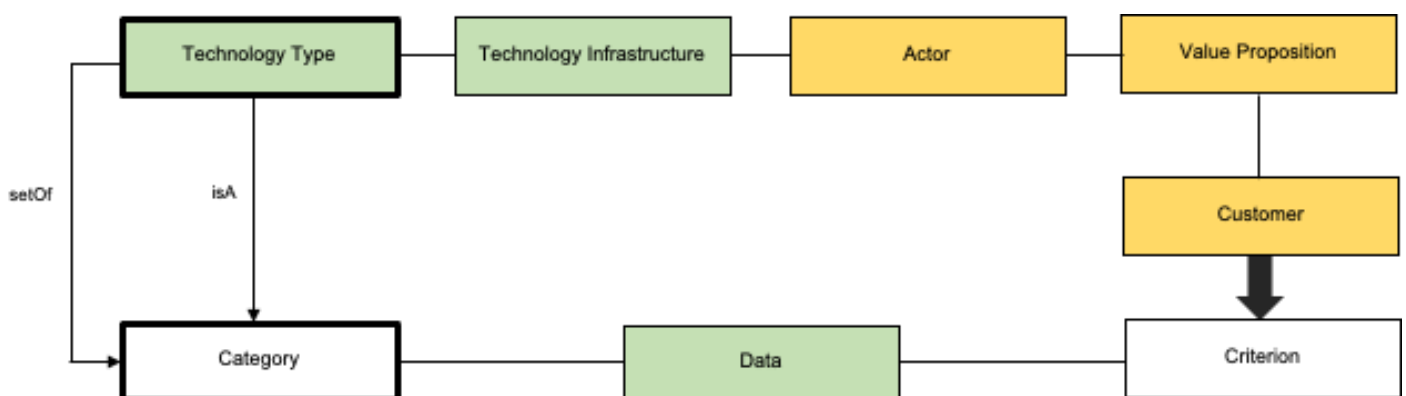 Technology Type
Technology Infrastructure
Actor
Value Proposition
setOf
isA
Customer
Category
Data
Criterion